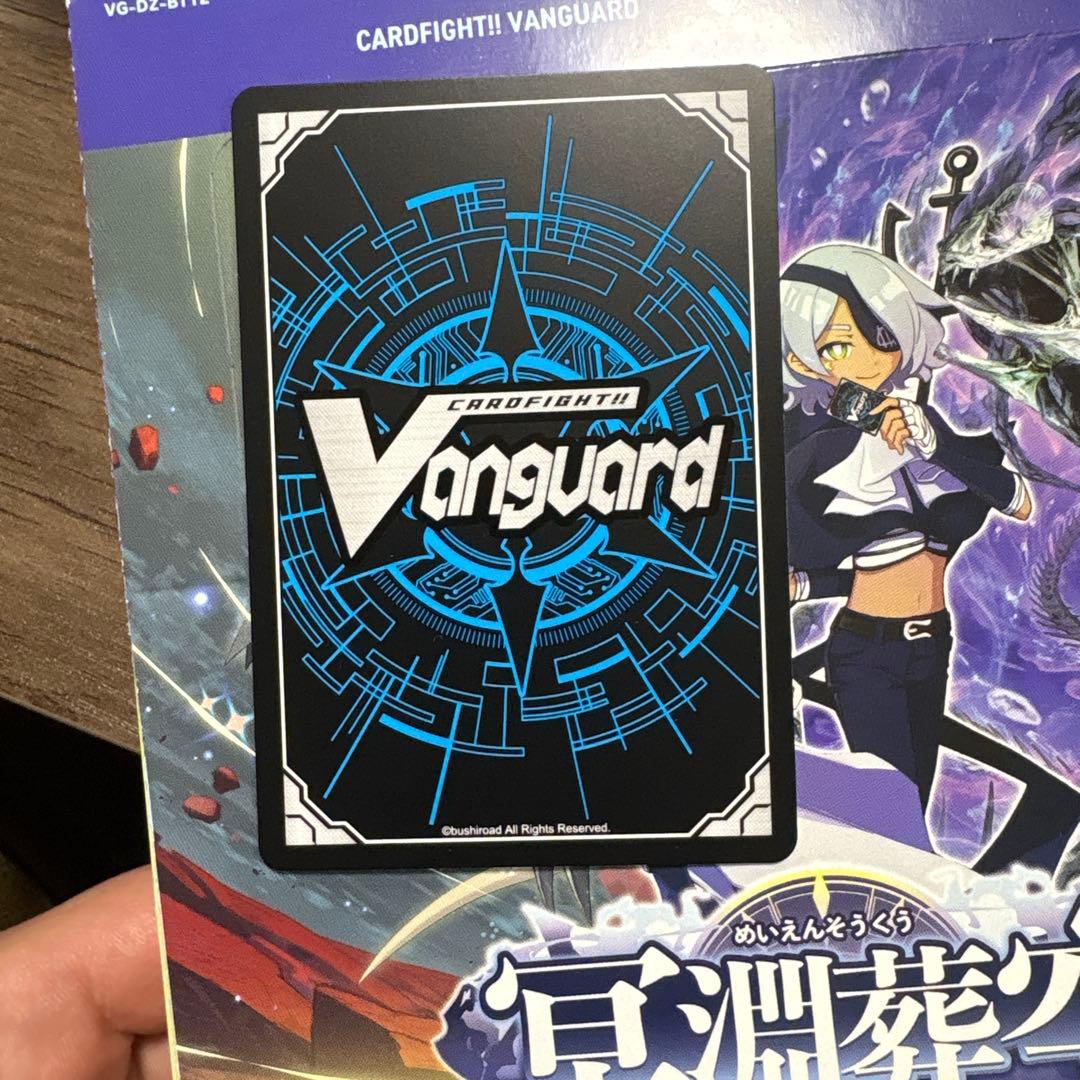 VG-DZ-BT12
CARDFIGHT!! VANGUARD
CARDFIGHT!!
Vanguard
©bushiroad All Rights Reserved.
めいえんそうくう
冥淵葬空